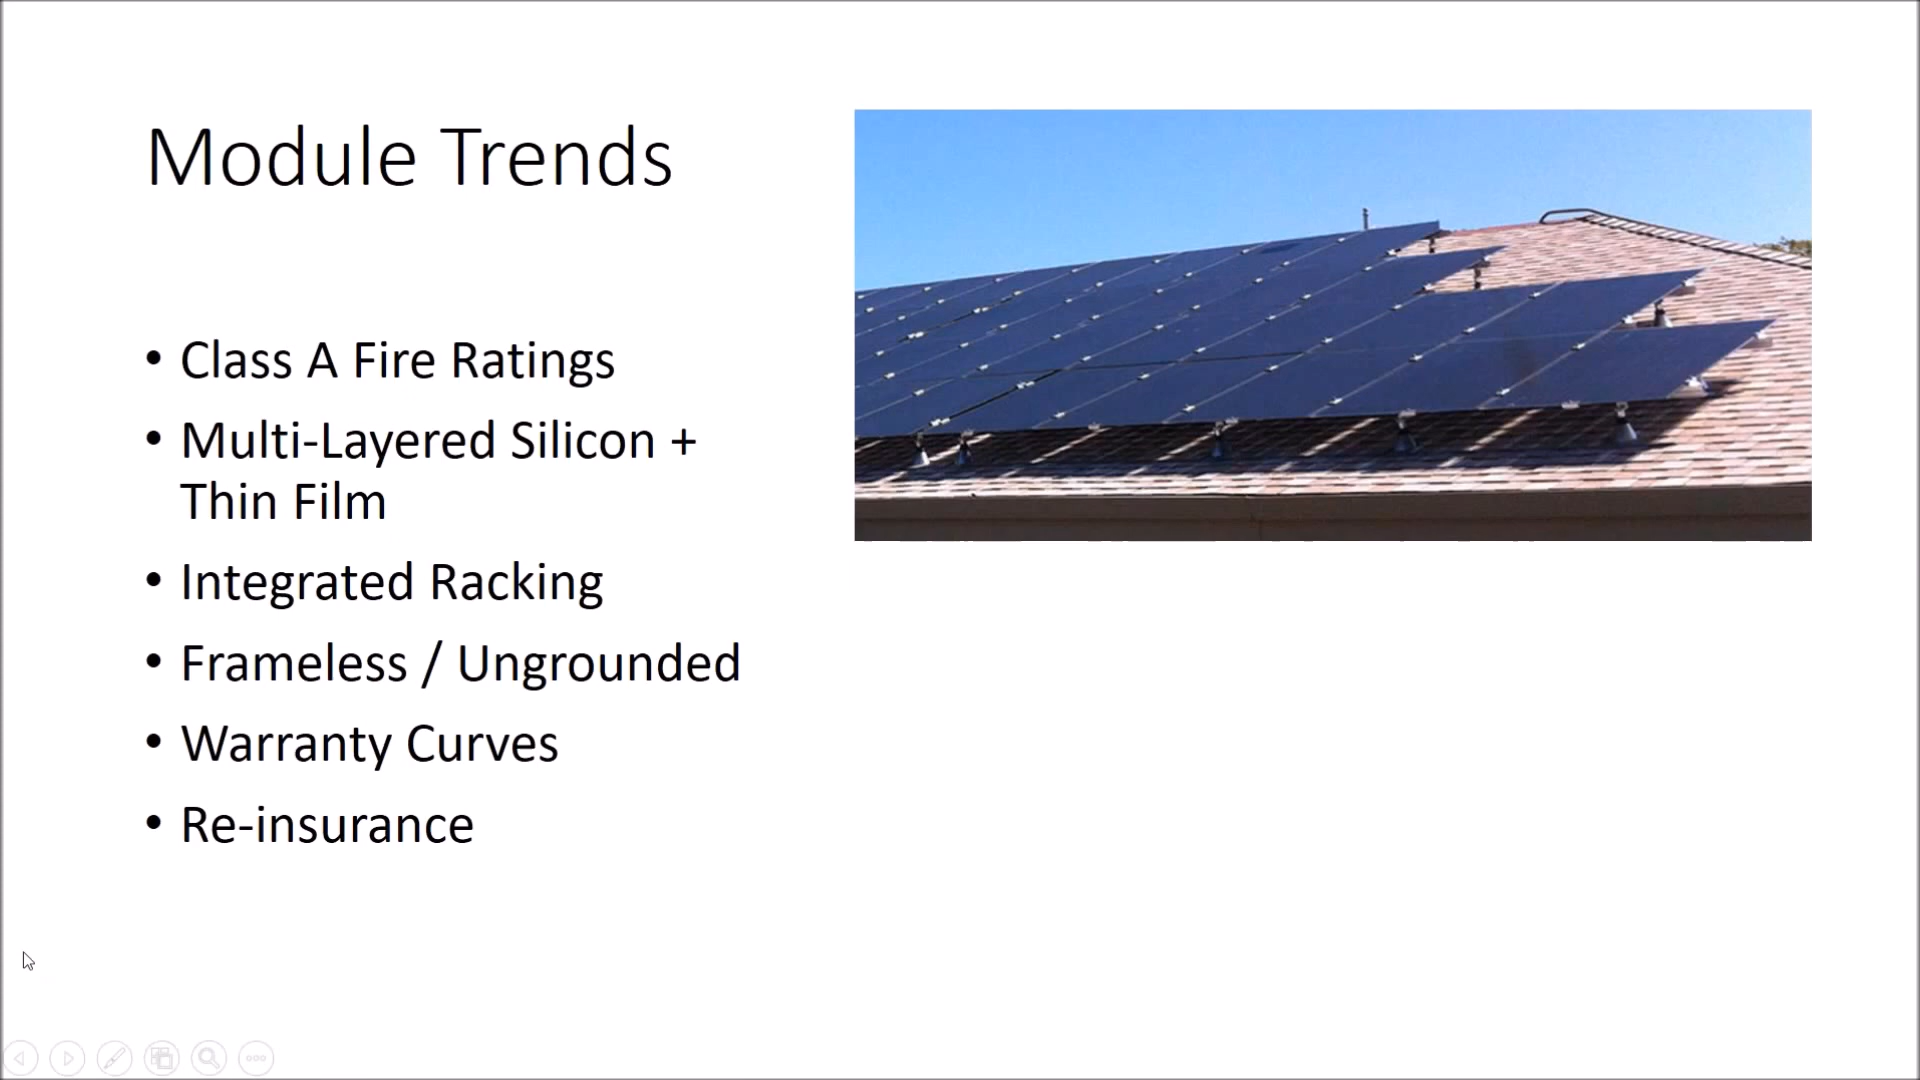 Module Trends
• Class A Fire Ratings
• Multi-Layered Silicon +
Thin Film
• Integrated Racking
• Frameless / Ungrounded
• Warranty Curves
• Re-insurance